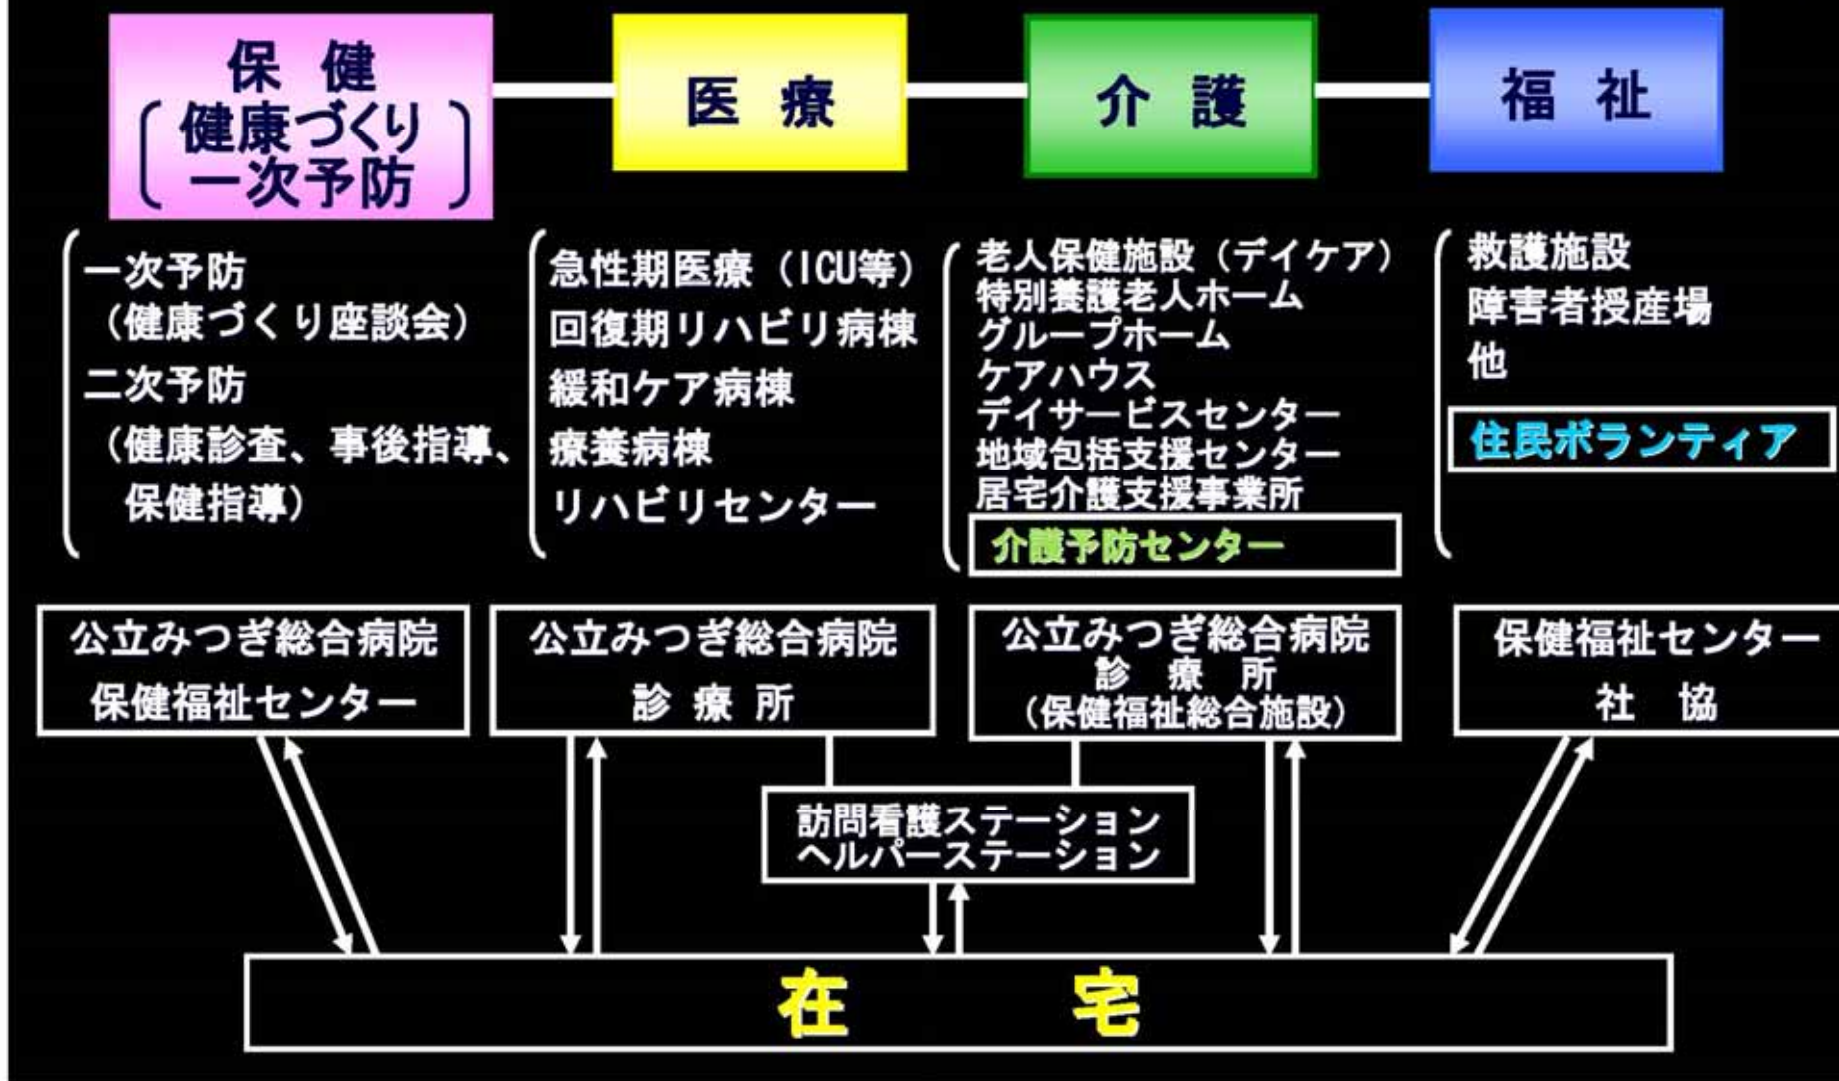 保 健
健康づくり
一次予防
医 療
介 護
福 祉
一次予防
（健康づくり座談会）
二次予防
（健康診査、事後指導、
保健指導）
急性期医療（ICU等）
回復期リハビリ病棟
緩和ケア病棟
療養病棟
リハビリセンター
老人保健施設（デイケア）
特別養護老人ホーム
グループホーム
ケアハウス
デイサービスセンター
地域包括支援センター
居宅介護支援事業所
介護予防センター
救護施設
障害者授産場
他
住民ボランティア
公立みつぎ総合病院
保健福祉センター
公立みつぎ総合病院
診 療 所
公立みつぎ総合病院
診 療 所
（保健福祉総合施設）
保健福祉センター
社 協
訪問看護ステーション
ヘルパーステーション
在 宅